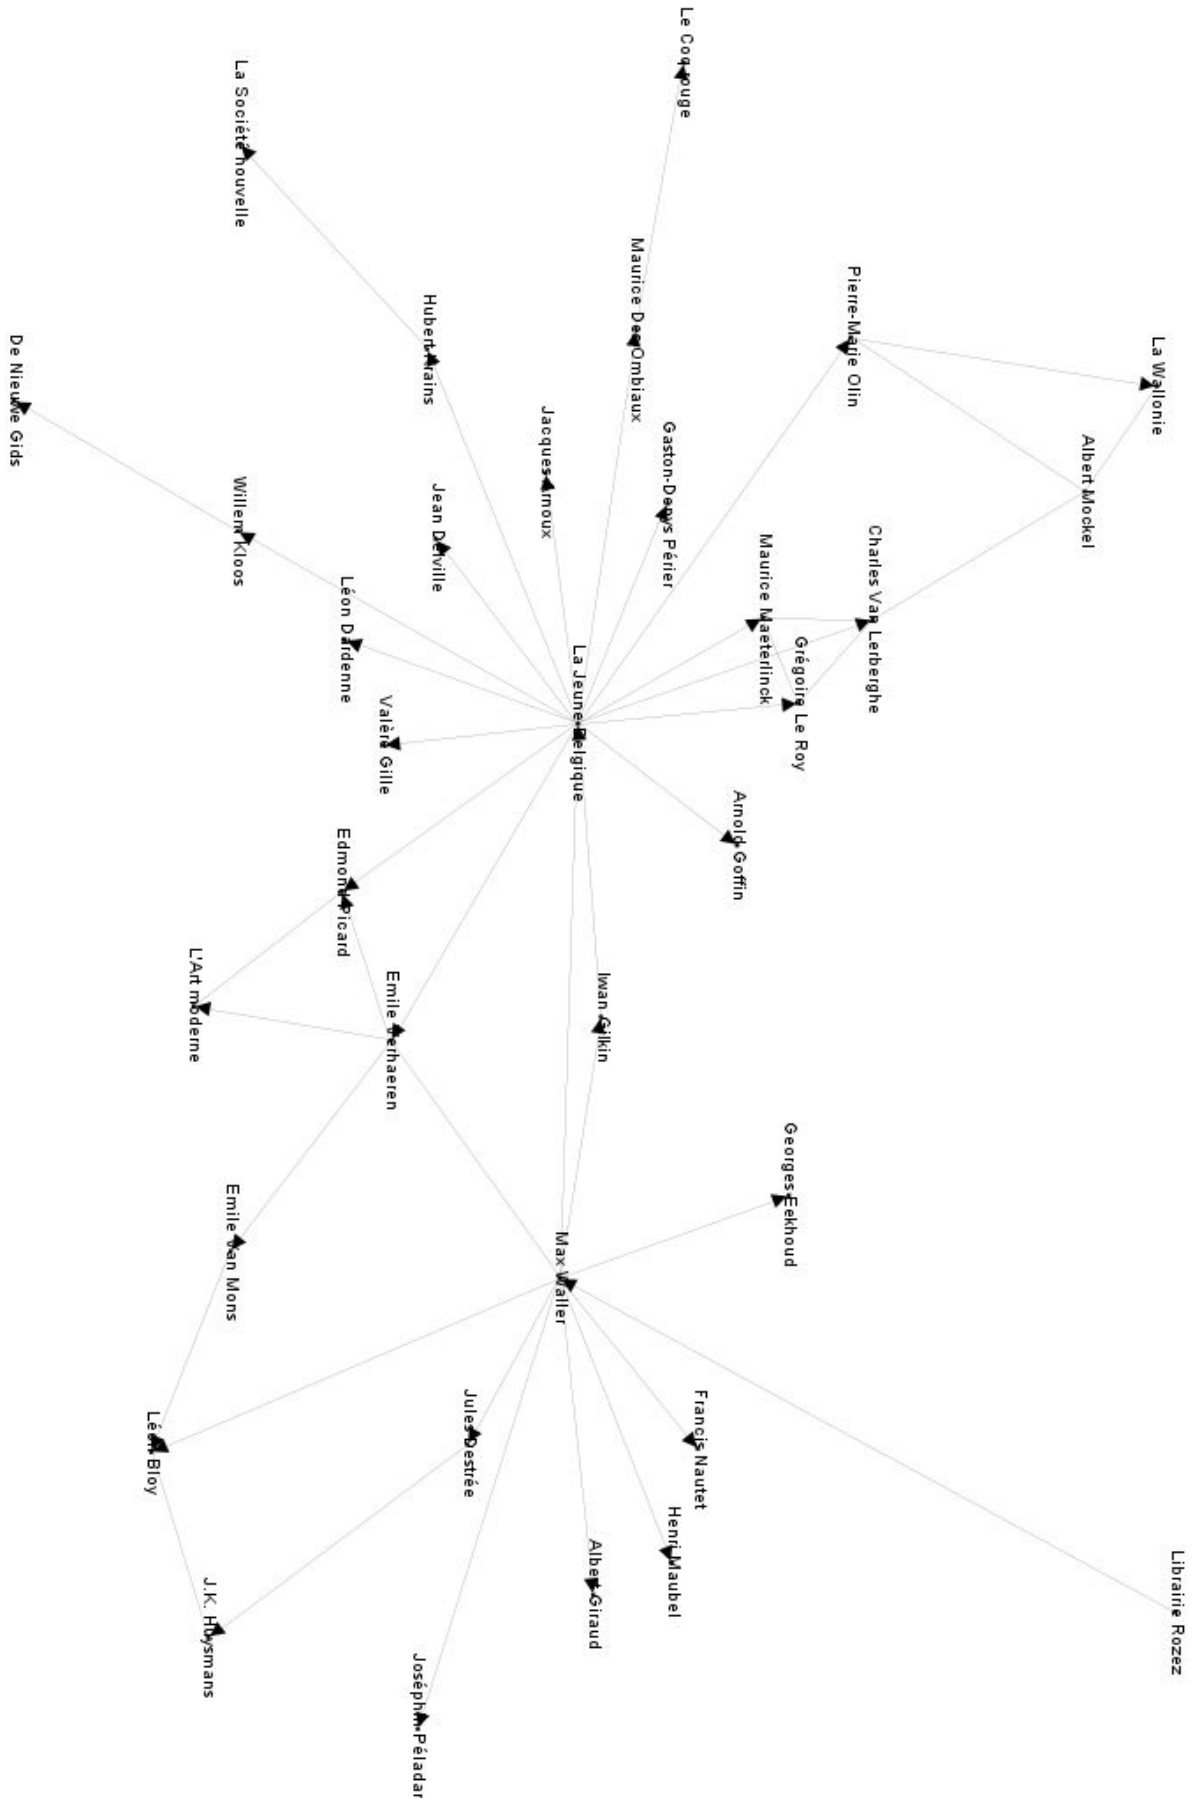 Le Coq rouge
La Société nouvelle
Maurice Des Ombiaux
Pierre-Marie Olin
Hubert Krains
La Wallonie
De Nieuwe Gids
Jacques Arnoux
Gaston-Denys Périer
Albert Mockel
Willem Kloos
Jean Delville
Charles Van Lerberghe
Maurice Maeterlinck
Léon Dardenne
Grégoire Le Roy
La Jeune Belgique
Valère Gille
Arnold Goffin
Edmond Picard
L'Art moderne
Emile Verhaeren
Iwan Gilkin
Georges Eekhoud
Emile Van Mons
Max Waller
Jules Destrée
Francis Nautet
Léon Bloy
Henri Maubel
Albert Giraud
Librairie Rozez
J.K. Huysmans
Joséphin Péladan